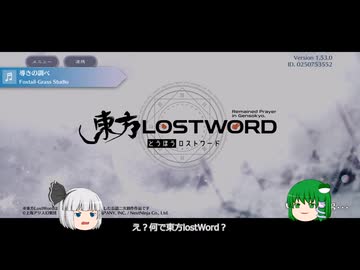 メニュー
連携
Version 1.53.0
ID. 0250753552
導きの調べ
Foxtail-Grass Studio
Remained Prayer
in Gensokyo.
東方LOSTWORD
とうほうロストワード
え？何で東方lostWord？